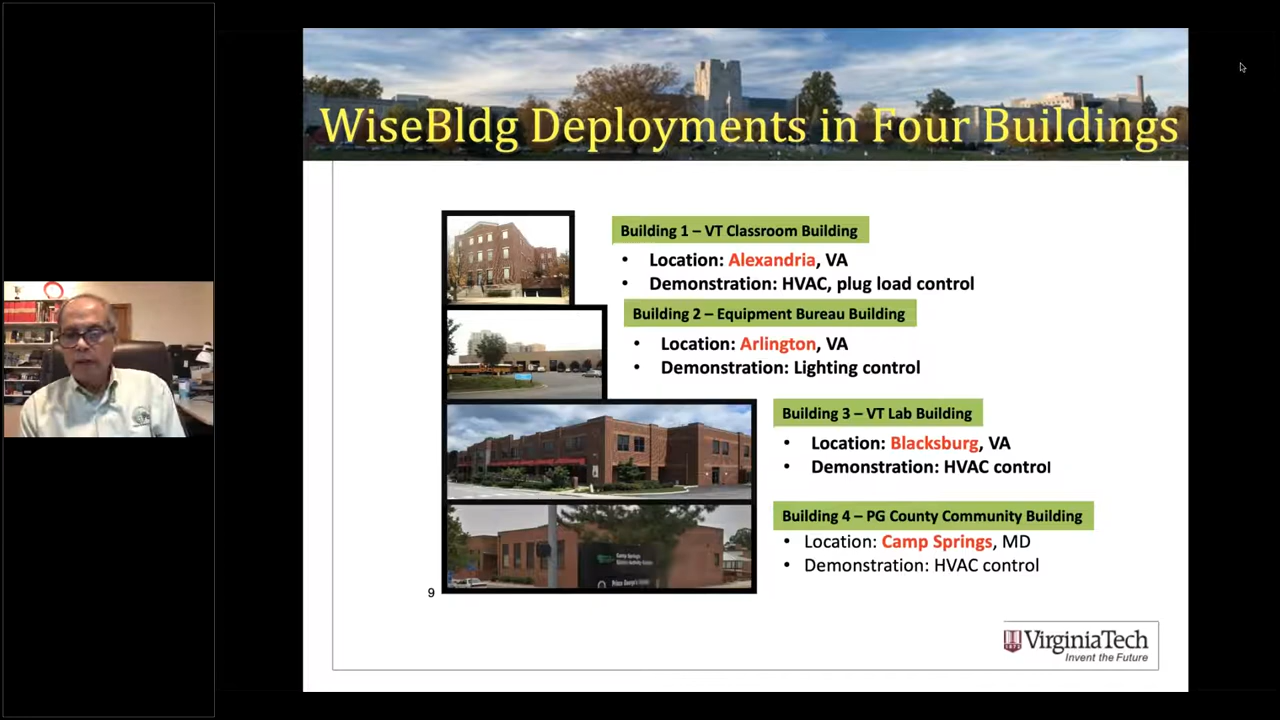 WiseBldg Deployments in Four Buildings
Building 1 – VT Classroom Building
• Location: Alexandria, VA
• Demonstration: HVAC, plug load control
Building 2 – Equipment Bureau Building
• Location: Arlington, VA
• Demonstration: Lighting control
Building 3 – VT Lab Building
• Location: Blacksburg, VA
• Demonstration: HVAC control
Building 4 – PG County Community Building
• Location: Camp Springs, MD
• Demonstration: HVAC control
Camp Springs
9
VirginiaTech
Invent the Future